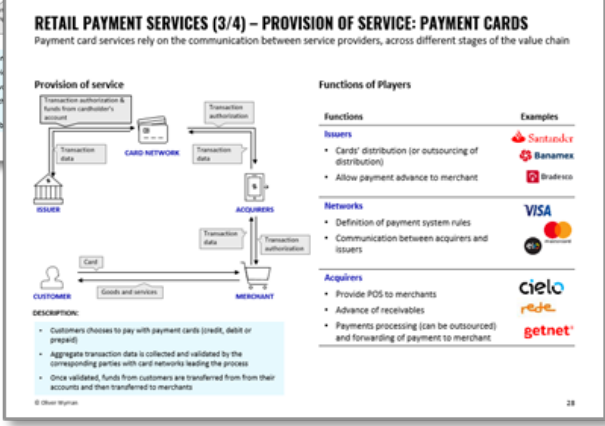 RETAIL PAYMENT SERVICES (3/4) – PROVISION OF SERVICE: PAYMENT CARDS
Payment card services rely on the communication between service providers, across different stages of the value chain
Provision of service
Transaction authorization &
funds from cardholder's
account
Transaction
authorization
Transaction
data
CARD NETWORK
Transaction
data
ISSUER
ACQUIRERS
Transaction
data
Transaction
authorization
Card
Goods and services
CUSTOMER
MERCHANT
DESCRIPTION:
• Customers chooses to pay with payment cards (credit, debit or
prepaid)
• Aggregate transaction data is collected and validated by the
corresponding parties with card networks leading the process
• Once validated, funds from customers are transferred from from their
accounts and then transferred to merchants
Functions of Players
Functions
Examples
Issuers
• Cards' distribution (or outsourcing of
distribution)
• Allow payment advance to merchant
Santander
Banamex
Bradesco
Networks
• Definition of payment system rules
• Communication between acquirers and
issuers
VISA
mastercard
elo
Acquirers
• Provide POS to merchants
• Advance of receivables
• Payments processing (can be outsourced)
and forwarding of payment to merchant
cielo
rede
getnet
© Oliver Wyman
28